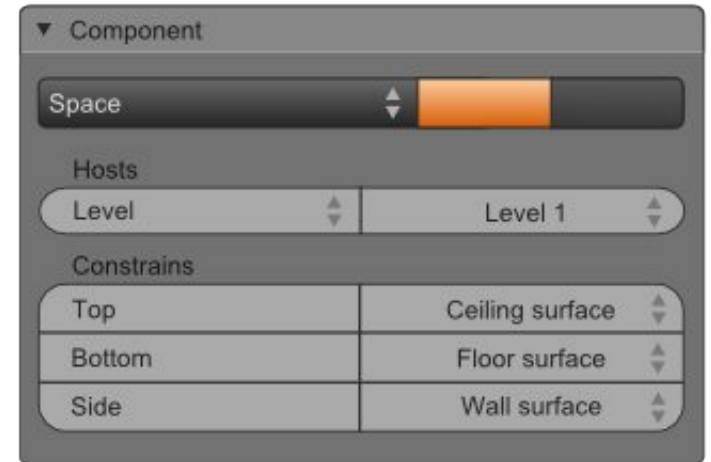 Component
Space
Hosts
Level Level 1
Constrains
Top Ceiling surface
Bottom Floor surface
Side Wall surface